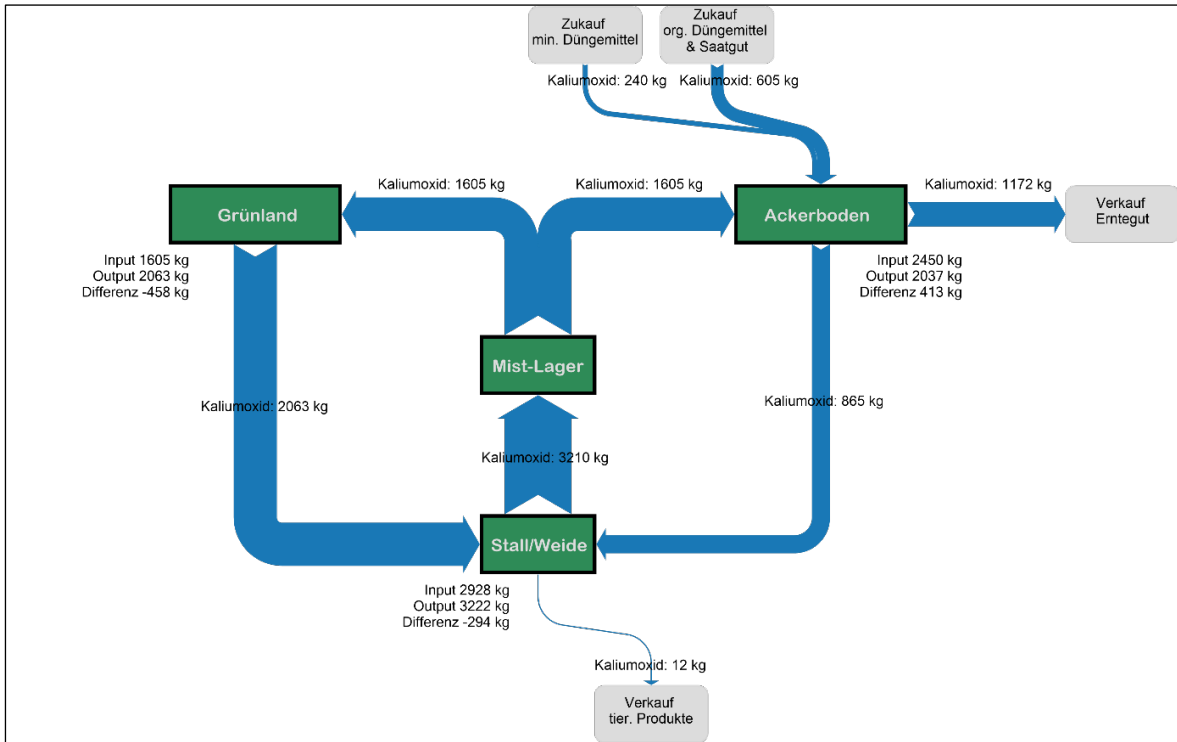 Zukauf
min. Düngemittel
Zukauf
org. Düngemittel
& Saatgut
Kaliumoxid: 240 kg
Kaliumoxid: 605 kg
Kaliumoxid: 1605 kg
Kaliumoxid: 1605 kg
Kaliumoxid: 1172 kg
Grünland
Ackerboden
Verkauf
Erntegut
Input 1605 kg
Output 2063 kg
Differenz -458 kg
Input 2450 kg
Output 2037 kg
Differenz 413 kg
Mist-Lager
Kaliumoxid: 2063 kg
Kaliumoxid: 865 kg
Kaliumoxid: 3210 kg
Stall/Weide
Input 2928 kg
Output 3222 kg
Differenz -294 kg
Kaliumoxid: 12 kg
Verkauf
tier. Produkte